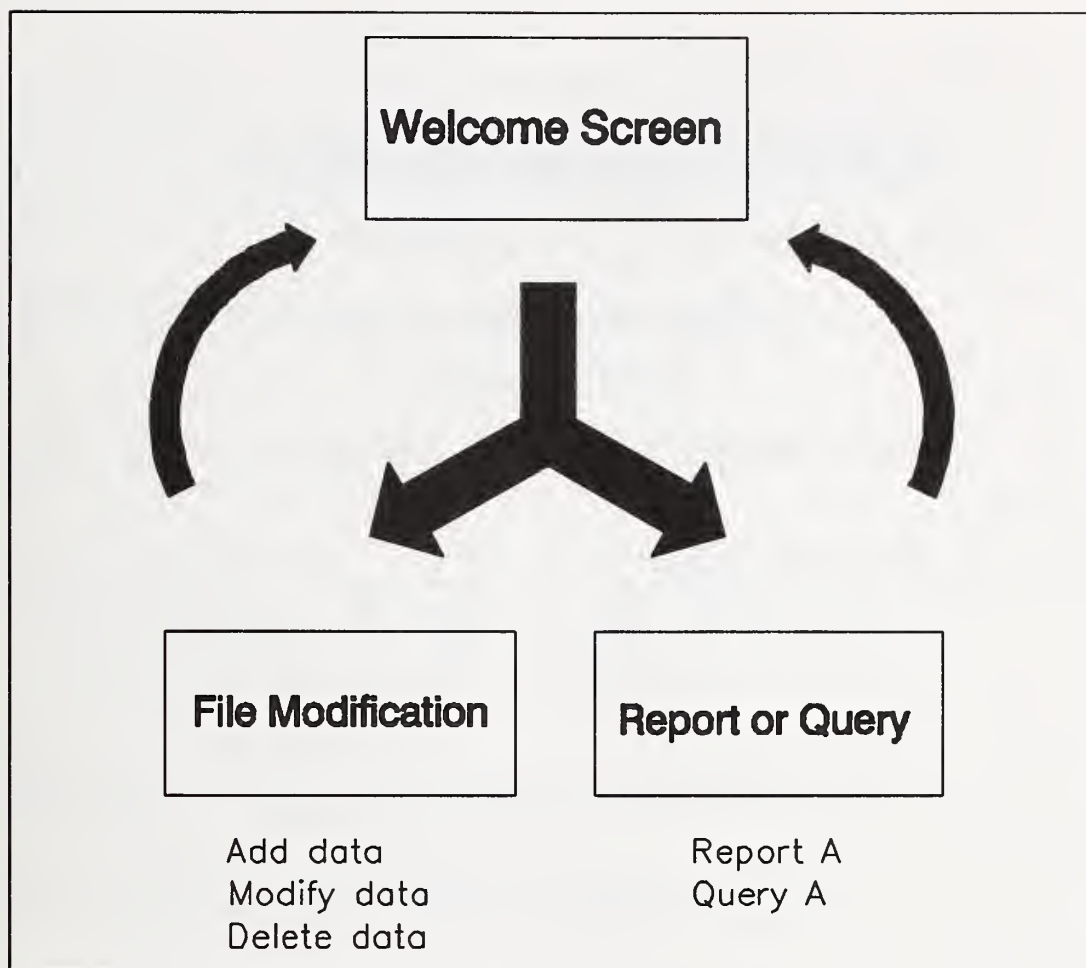 Welcome Screen
File Modification
Report or Query
Add data
Modify data
Delete data
Report A
Query A